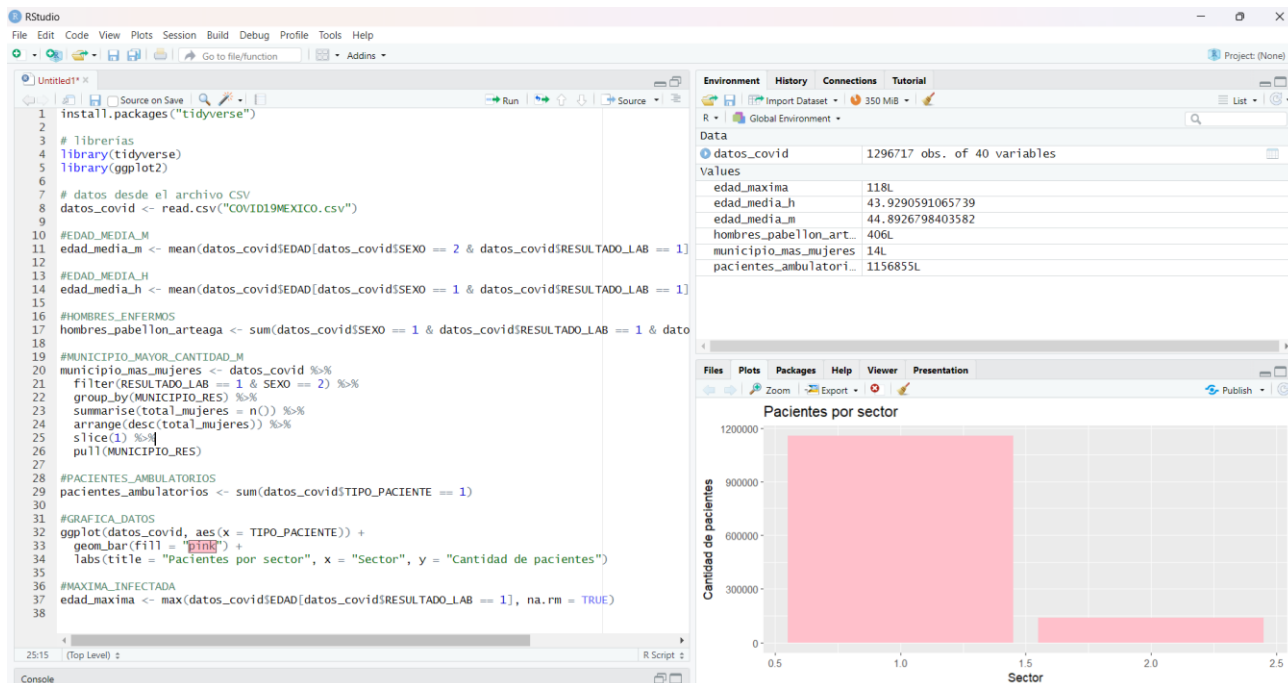 RStudio
File Edit Code View Plots Session Build Debug Profile Tools Help
Go to file/function Addins Project: (None)
Untitled1*
Source on Save Run Source
1 install.packages("tidyverse")
2
3 # librerías
4 library(tidyverse)
5 library(ggplot2)
6
7 # datos desde el archivo CSV
8 datos_covid <- read.csv("COVID19MEXICO.csv")
9
10 #EDAD_MEDIA_M
11 edad_media_m <- mean(datos_covid$EDAD[datos_covid$SEXO == 2 & datos_covid$RESULTADO_LAB == 1]
12
13 #EDAD_MEDIA_H
14 edad_media_h <- mean(datos_covid$EDAD[datos_covid$SEXO == 1 & datos_covid$RESULTADO_LAB == 1]
15
16 #HOMBRES_ENFERMOS
17 hombres_pabellon_arteaga <- sum(datos_covid$SEXO == 1 & datos_covid$RESULTADO_LAB == 1 & dato
18
19 #MUNICIPIO_MAYOR_CANTIDAD_M
20 municipio_mas_mujeres <- datos_covid %>%
21 filter(RESULTADO_LAB == 1 & SEXO == 2) %>%
22 group_by(MUNICIPIO_RES) %>%
23 summarise(total_mujeres = n()) %>%
24 arrange(desc(total_mujeres)) %>%
25 slice(1) %>%
26 pull(MUNICIPIO_RES)
27
28 #PACIENTES_AMBULATORIOS
29 pacientes_ambulatorios <- sum(datos_covid$TIPO_PACIENTE == 1)
30
31 #GRAFICA_DATOS
32 ggplot(datos_covid, aes(x = TIPO_PACIENTE)) +
33 geom_bar(fill = "pink") +
34 labs(title = "Pacientes por sector", x = "Sector", y = "Cantidad de pacientes")
35
36 #MAXIMA_INFECTADA
37 edad_maxima <- max(datos_covid$EDAD[datos_covid$RESULTADO_LAB == 1], na.rm = TRUE)
38
25:15 (Top Level) R Script
Console
Environment History Connections Tutorial
Import Dataset 350 MiB List
R Global Environment
Data
datos_covid 1296717 obs. of 40 variables
Values
edad_maxima 118L
edad_media_h 43.9290591065739
edad_media_m 44.8926798403582
hombres_pabellon_art… 406L
municipio_mas_mujeres 14L
pacientes_ambulatori… 1156855L
Files Plots Packages Help Viewer Presentation
Zoom Export Publish
Pacientes por sector
1200000
900000
600000
300000
0
Cantidad de pacientes
0.5 1.0 1.5 2.0 2.5
Sector